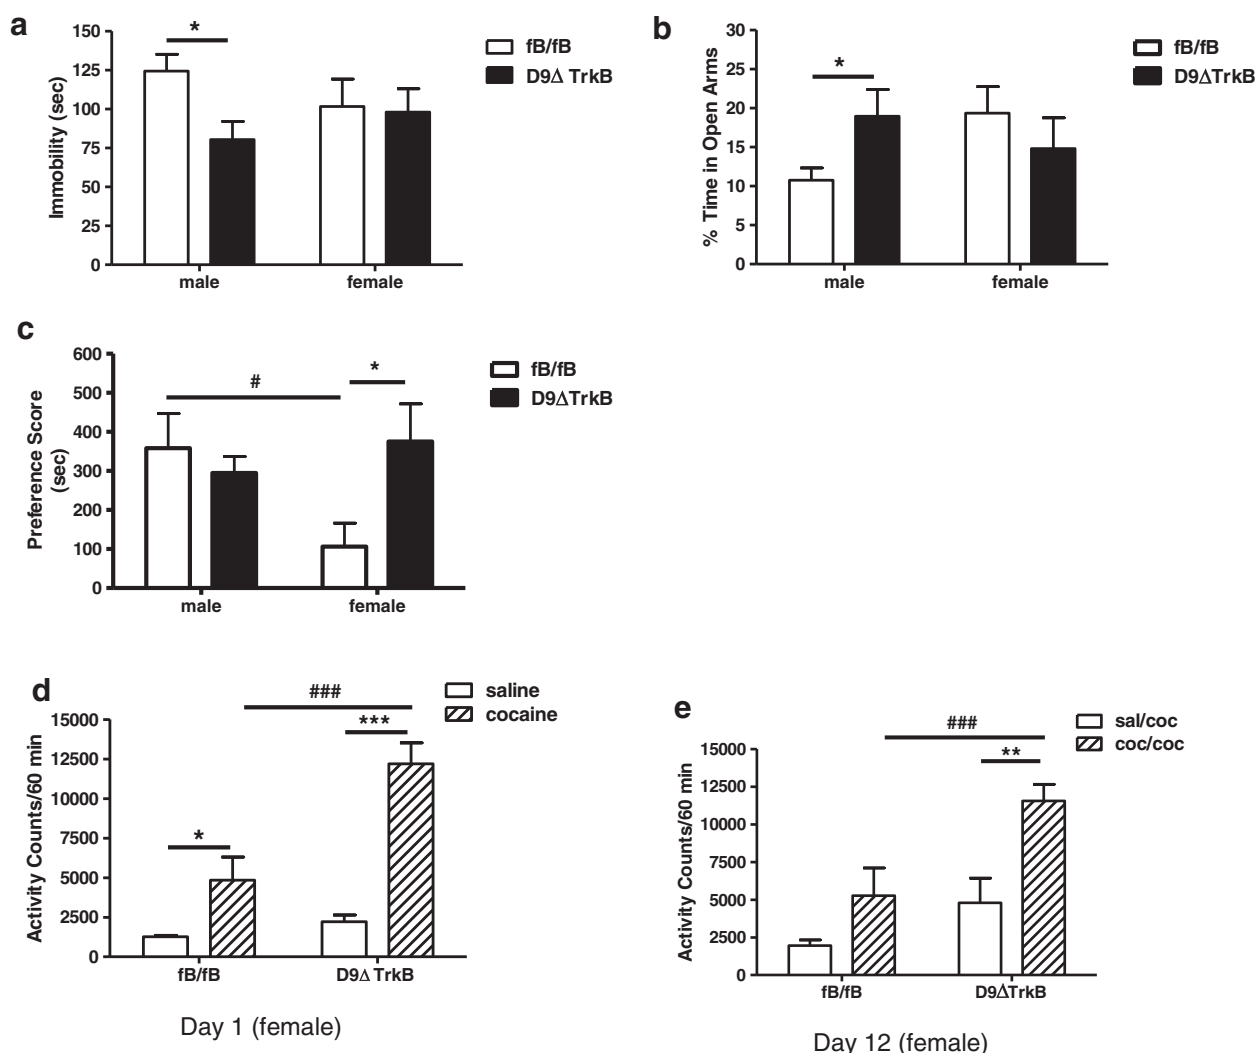 a
*
fB/fB
D9Δ TrkB
Immobility (sec)
150
125
100
75
50
25
0
male
female
b
*
fB/fB
D9ΔTrkB
% Time in Open Arms
30
25
20
15
10
5
0
male
female
c
#
*
fB/fB
D9ΔTrkB
Preference Score
(sec)
600
500
400
300
200
100
0
male
female
d
###
***
*
saline
cocaine
Activity Counts/60 min
15000
12500
10000
7500
5000
2500
0
fB/fB
D9Δ TrkB
Day 1 (female)
e
###
**
sal/coc
coc/coc
Activity Counts/60 min
15000
12500
10000
7500
5000
2500
0
fB/fB
D9ΔTrkB
Day 12 (female)